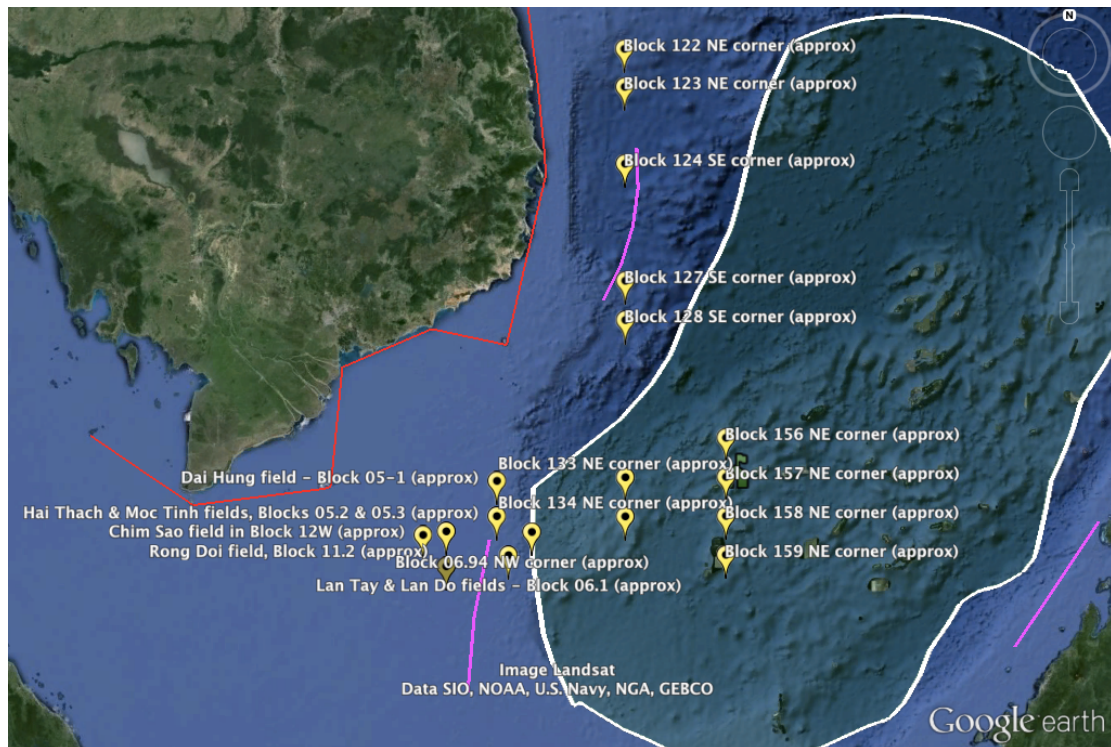 N
Block 122 NE corner (approx)
Block 123 NE corner (approx)
Block 124 SE corner (approx)
Block 127 SE corner (approx)
Block 128 SE corner (approx)
Block 156 NE corner (approx)
Block 133 NE corner (approx)
Dai Hung field - Block 05-1 (approx)
Block 157 NE corner (approx)
Block 134 NE corner (approx)
Hai Thach & Moc Tinh fields, Blocks 05.2 & 05.3 (approx)
Block 158 NE corner (approx)
Chim Sao field in Block 12W (approx)
Rong Doi field, Block 11.2 (approx)
Block 159 NE corner (approx)
Block 06.94 NW corner (approx)
Lan Tay & Lan Do fields - Block 06.1 (approx)
Image Landsat
Data SIO, NOAA, U.S. Navy, NGA, GEBCO
Google earth